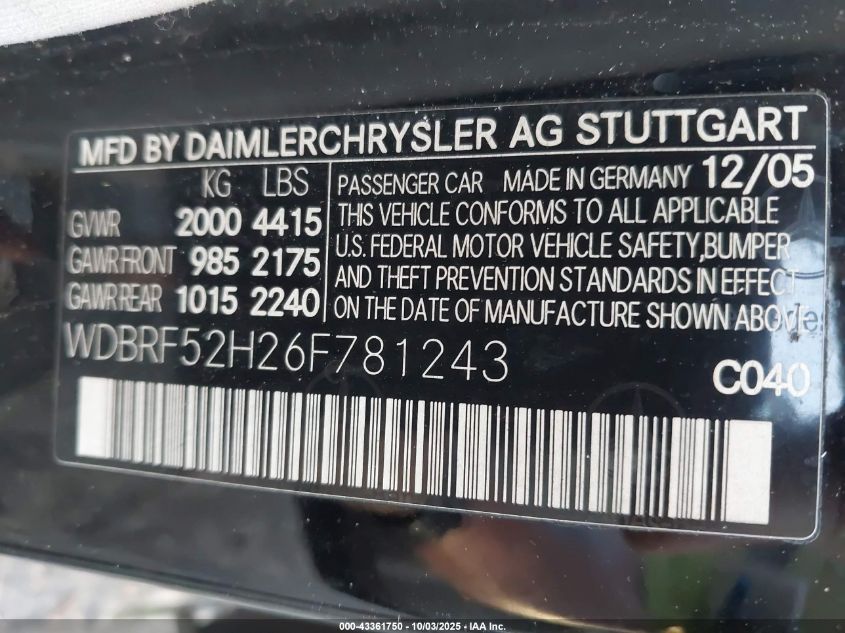 MFD BY DAIMLERCHRYSLER AG STUTTGART
KG LBS
GVWR 2000 4415
GAWR FRONT 985 2175
GAWR REAR 1015 2240
PASSENGER CAR MADE IN GERMANY 12/05
THIS VEHICLE CONFORMS TO ALL APPLICABLE
U.S. FEDERAL MOTOR VEHICLE SAFETY, BUMPER
AND THEFT PREVENTION STANDARDS IN EFFECT
ON THE DATE OF MANUFACTURE SHOWN ABOVE
WDBRF52H26F781243
C040
000-43361750 - 10/03/2025 - IAA Inc.